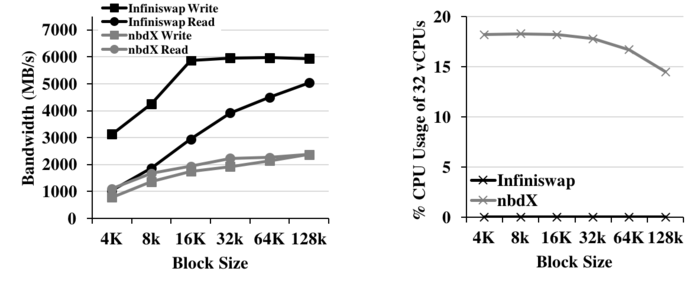 Infiniswap Write
Infiniswap Read
nbdX Write
nbdX Read
Bandwidth (MB/s)
7000
6000
5000
4000
3000
2000
1000
0
4K 8k 16K 32k 64K 128k
Block Size
% CPU Usage of 32 vCPUs
20
15
10
5
0
Infiniswap
nbdX
4K 8k 16K 32k 64K 128k
Block Size